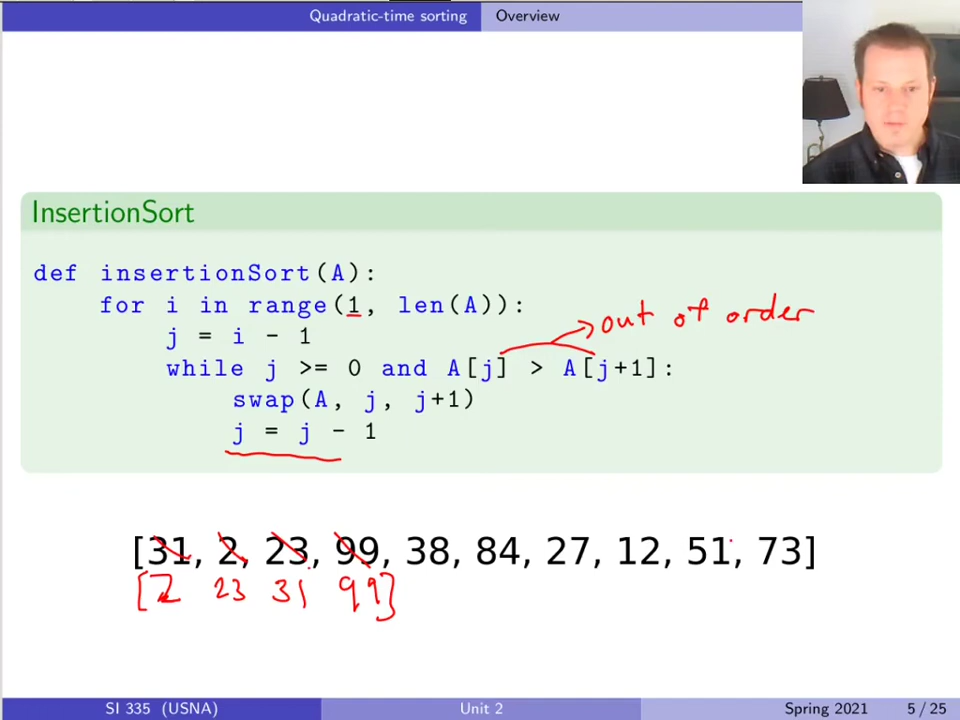 Quadratic-time sorting Overview
InsertionSort
def insertionSort(A):
for i in range(1, len(A)):
out of order
j = i - 1
while j >= 0 and A[j] > A[j+1]:
swap(A, j, j+1)
j = j - 1
[31, 2, 23, 99, 38, 84, 27, 12, 51, 73]
[2 23 31 99]
SI 335 (USNA) Unit 2 Spring 2021 5 / 25